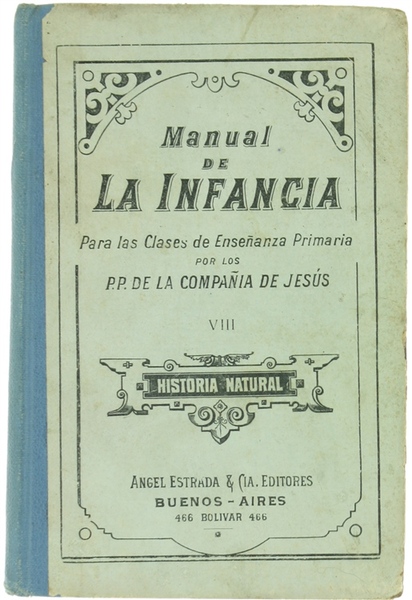 Manual
DE
LA INFANCIA
Para las Clases de Enseñanza Primaria
POR LOS
P.P. DE LA COMPAÑIA DE JESÚS
VIII
HISTORIA NATURAL
ANGEL ESTRADA & CIA. EDITORES
BUENOS-AIRES
466 BOLIVAR 466